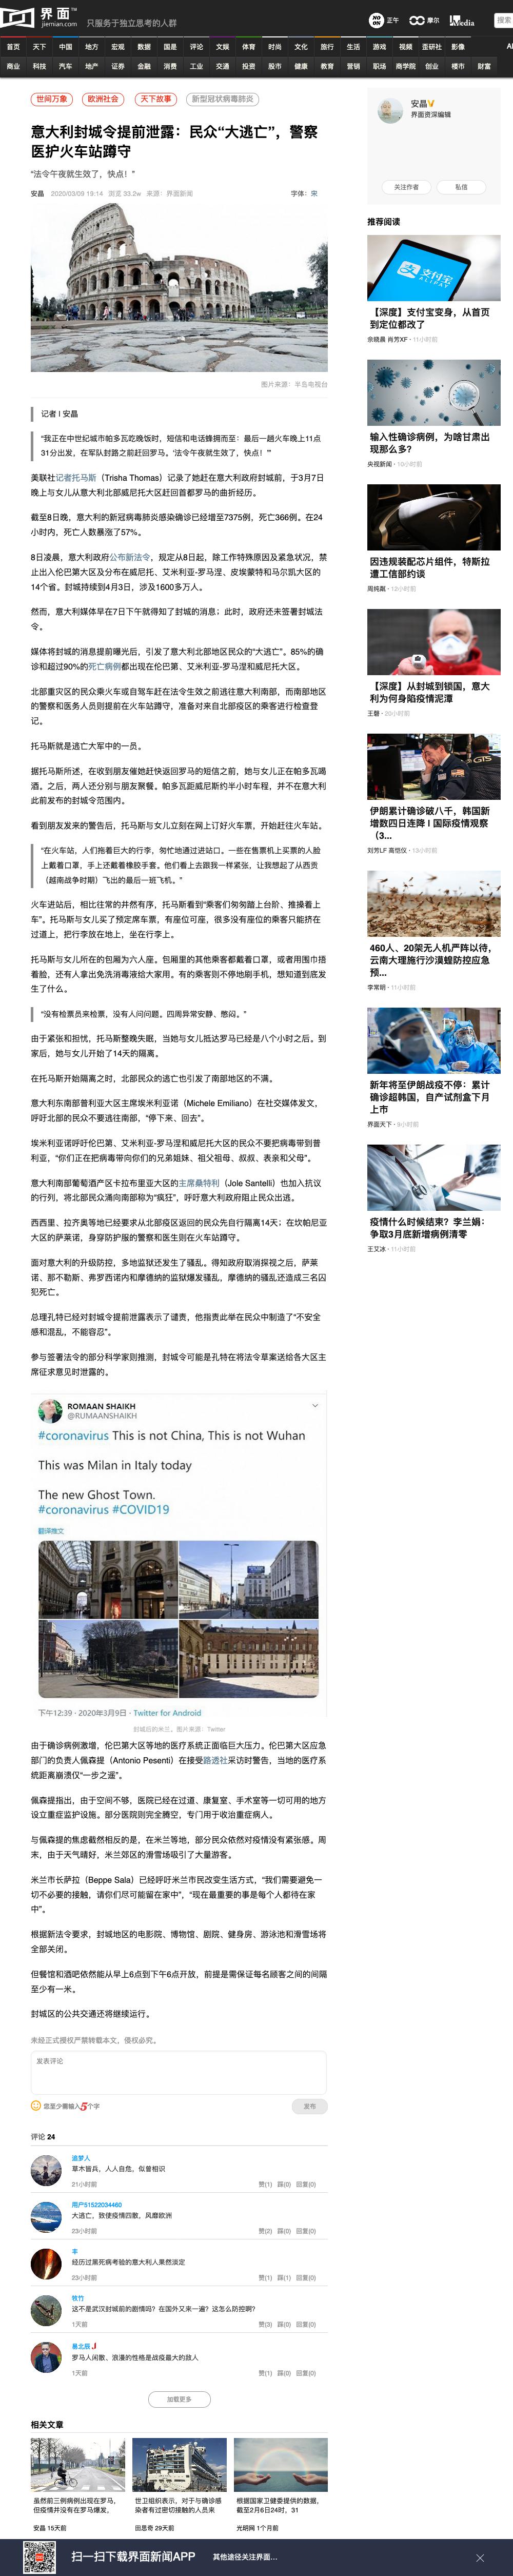 界面
jiemian.com
只服务于独立思考的人群
正午
摩尔
JMedia
搜索
首页 天下 中国 地方 宏观 数据 国是 评论 文娱 体育 时尚 文化 旅行 生活 游戏 视频 歪研社 影像
商业 科技 汽车 地产 证券 金融 消费 工业 交通 投资 股市 健康 教育 营销 职场 商学院 创业 楼市 财富
世间万象 欧洲社会 天下故事 新型冠状病毒肺炎
意大利封城令提前泄露：民众“大逃亡”，警察
医护火车站蹲守
“法令午夜就生效了，快点！”
安晶 2020/03/09 19:14 浏览 33.2w 来源：界面新闻 字体：宋
图片来源：半岛电视台
记者 | 安晶
“我正在中世纪城市帕多瓦吃晚饭时，短信和电话蜂拥而至：最后一趟火车晚上11点
31分出发，在军队封路之前赶回罗马。‘法令午夜就生效了，快点！’”
美联社记者托马斯（Trisha Thomas）记录了她赶在意大利政府封城前，于3月7日
晚上与女儿从意大利北部威尼托大区赶回首都罗马的曲折经历。
截至8日晚，意大利的新冠病毒肺炎感染确诊已经增至7375例，死亡366例。在24
小时内，死亡人数暴涨了57%。
8日凌晨，意大利政府公布新法令，规定从8日起，除工作特殊原因及紧急状况，禁
止出入伦巴第大区及分布在威尼托、艾米利亚-罗马涅、皮埃蒙特和马尔凯大区的
14个省。封城持续到4月3日，涉及1600多万人。
然而，意大利媒体早在7日下午就得知了封城的消息；此时，政府还未签署封城法
令。
媒体将封城的消息提前曝光后，引发了意大利北部地区民众的“大逃亡”。85%的确
诊和超过90%的死亡病例都出现在伦巴第、艾米利亚-罗马涅和威尼托大区。
北部重灾区的民众乘火车或自驾车赶在法令生效之前逃往意大利南部，而南部地区
的警察和医务人员则提前在火车站蹲守，准备对来自北部疫区的乘客进行检查登
记。
托马斯就是逃亡大军中的一员。
据托马斯所述，在收到朋友催她赶快返回罗马的短信之前，她与女儿正在帕多瓦喝
酒。之后，两人还分别与朋友聚餐。帕多瓦距威尼斯约半小时车程，并不在意大利
此前发布的封城令范围内。
看到朋友发来的警告后，托马斯与女儿立刻在网上订好火车票，开始赶往火车站。
“在火车站，人们拖着巨大的行李，匆忙地通过进站口。一些在售票机上买票的人脸
上戴着口罩，手上还戴着橡胶手套。他们看上去跟我一样紧张，让我想起了从西贡
（越南战争时期）飞出的最后一班飞机。”
火车进站后，相比往常的井然有序，托马斯看到“乘客们匆匆踏上台阶、推搡着上
车”。托马斯与女儿买了预定席车票，有座位可座，很多没有座位的乘客只能挤在
过道上，把行李放在地上，坐在行李上。
托马斯与女儿所在的包厢为六人座。包厢里的其他乘客都戴着口罩，或者用围巾捂
着脸，还有人拿出免洗消毒液给大家用。有的乘客则不停地刷手机，想知道到底发
生了什么。
“没有检票员来检票，没有人问问题。四周异常安静、憋闷。”
由于紧张和担忧，托马斯整晚失眠，当她与女儿抵达罗马已经是八个小时之后。到
家后，她与女儿开始了14天的隔离。
在托马斯开始隔离之时，北部民众的逃亡也引发了南部地区的不满。
意大利东南部普利亚大区主席埃米利亚诺（Michele Emiliano）在社交媒体发文，
呼吁北部的民众不要逃往南部，“停下来、回去”。
埃米利亚诺呼吁伦巴第、艾米利亚-罗马涅和威尼托大区的民众不要把病毒带到普
利亚，“你们正在把病毒带向你们的兄弟姐妹、祖父祖母、叔叔、表亲和父母”。
意大利南部葡萄酒产区卡拉布里亚大区的主席桑特利（Jole Santelli）也加入抗议
的行列，将北部民众涌向南部称为“疯狂”，呼吁意大利政府阻止民众出逃。
西西里、拉齐奥等地已经要求从北部疫区返回的民众先自行隔离14天；在坎帕尼亚
大区的萨莱诺，身穿防护服的警察和医生则在火车站蹲守。
面对意大利的升级防控，多地监狱还发生了骚乱。得知政府取消探视之后，萨莱
诺、那不勒斯、弗罗西诺内和摩德纳的监狱爆发骚乱，摩德纳的骚乱还造成三名囚
犯死亡。
总理孔特已经对封城令提前泄露表示了谴责，他指责此举在民众中制造了“不安全
感和混乱，不能容忍”。
参与签署法令的部分科学家则推测，封城令可能是孔特在将法令草案送给各大区主
席征求意见时泄露的。
ROMAAN SHAIKH
@RUMAANSHAIKH
#coronavirus This is not China, This is not Wuhan
This was Milan in Italy today
The new Ghost Town.
#coronavirus #COVID19
翻译推文
下午12:39 · 2020年3月9日 · Twitter for Android
封城后的米兰。图片来源：Twitter
由于确诊病例激增，伦巴第大区等地的医疗系统正面临巨大压力。伦巴第大区应急
部门的负责人佩森提（Antonio Pesenti）在接受路透社采访时警告，当地的医疗系
统距离崩溃仅“一步之遥”。
佩森提指出，由于空间不够，医院已经在过道、康复室、手术室等一切可用的地方
设立重症监护设施。部分医院则完全腾空，专门用于收治重症病人。
与佩森提的焦虑截然相反的是，在米兰等地，部分民众依然对疫情没有紧张感。周
末，由于天气晴好，米兰郊区的滑雪场吸引了大量游客。
米兰市长萨拉（Beppe Sala）已经呼吁米兰市民改变生活方式，“我们需要避免一
切不必要的接触，请你们尽可能留在家中”，“现在最重要的事是每个人都待在家
中”。
根据新法令要求，封城地区的电影院、博物馆、剧院、健身房、游泳池和滑雪场将
全部关闭。
但餐馆和酒吧依然能从早上6点到下午6点开放，前提是需保证每名顾客之间的间隔
至少有一米。
封城区的公共交通还将继续运行。
未经正式授权严禁转载本文，侵权必究。
发表评论
您至少需输入5个字
发布
评论 24
追梦人
草木皆兵，人人自危，似曾相识
21小时前 赞(1) 踩(0) 回复(0)
用户51522034460
大逃亡，致使疫情四散，风靡欧洲
23小时前 赞(2) 踩(0) 回复(0)
丰
经历过黑死病考验的意大利人果然淡定
23小时前 赞(1) 踩(1) 回复(0)
牧竹
这不是武汉封城前的剧情吗？在国外又来一遍？这怎么防控啊？
1天前 赞(3) 踩(0) 回复(0)
易北辰
罗马人闲散、浪漫的性格是战疫最大的敌人
1天前 赞(1) 踩(0) 回复(0)
加载更多
相关文章
虽然前三例病例出现在罗马，
但疫情并没有在罗马爆发。
安晶 15天前
世卫组织表示，对于与确诊感
染者有过密切接触的人员来
田思奇 29天前
根据国家卫健委提供的数据，
截至2月6日24时，31
光明网 1个月前
安晶
界面资深编辑
关注作者 私信
推荐阅读
支付宝
ALIPAY
【深度】支付宝变身，从首页
到定位都改了
佘晓晨 肖芳XF · 11小时前
输入性确诊病例，为啥甘肃出
现那么多？
央视新闻 · 10小时前
因违规装配芯片组件，特斯拉
遭工信部约谈
周纯粼 · 12小时前
【深度】从封城到锁国，意大
利为何身陷疫情泥潭
王磬 · 20小时前
GTS
伊朗累计确诊破八千，韩国新
增数四日连降 | 国际疫情观察
（3...
刘芳LF 高恺仪 · 13小时前
460人、20架无人机严阵以待，
云南大理施行沙漠蝗防控应急
预...
李常明 · 11小时前
新年将至伊朗战疫不停：累计
确诊超韩国，自产试剂盒下月
上市
界面天下 · 9小时前
疫情什么时候结束？李兰娟：
争取3月底新增病例清零
王艾冰 · 11小时前
扫一扫下载界面新闻APP 其他途径关注界面…